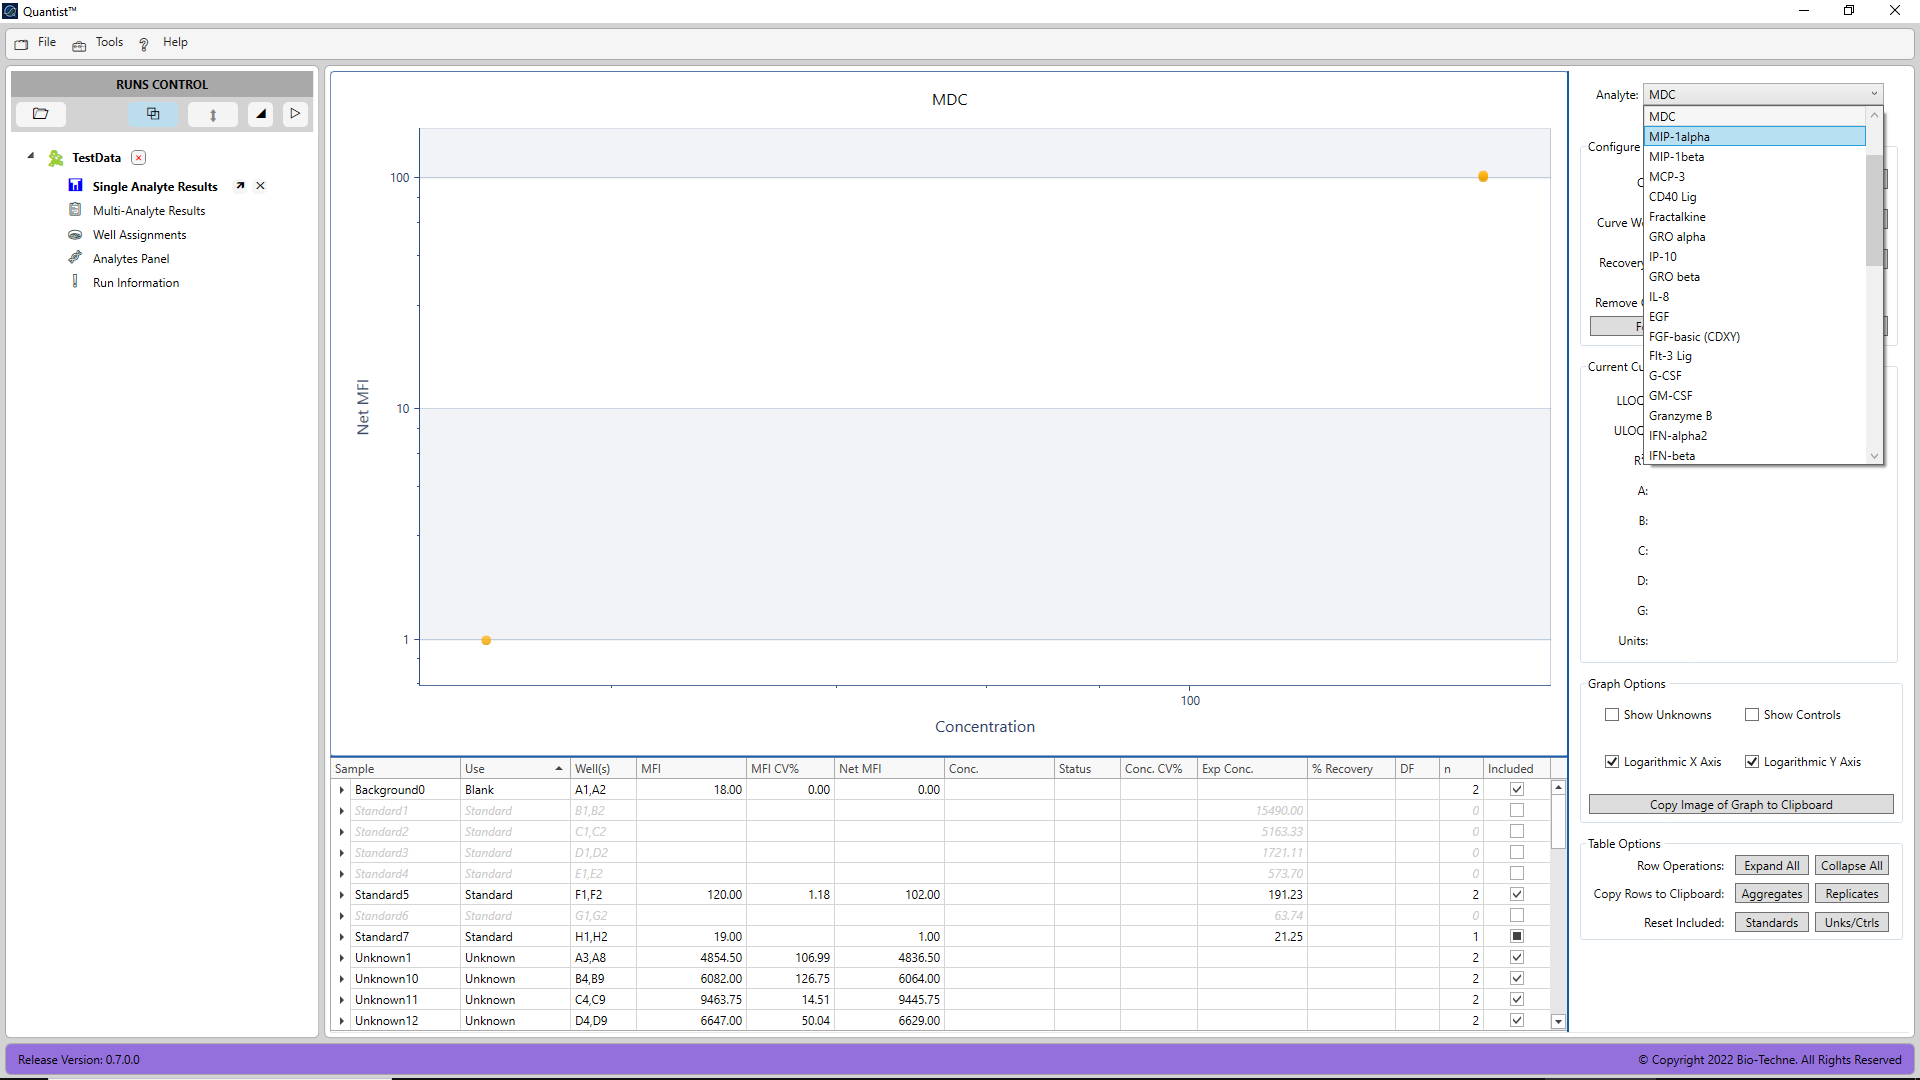 Quantist™
File Tools Help
RUNS CONTROL
TestData
Single Analyte Results
Multi-Analyte Results
Well Assignments
Analytes Panel
Run Information
MDC
100
10
1
Net MFI
100
Concentration
Sample Use Well(s) MFI MFI CV% Net MFI Conc. Status Conc. CV% Exp Conc. % Recovery DF n Included
Background0 Blank A1,A2 18.00 0.00 0.00 2
Standard1 Standard B1,B2 15490.00 0
Standard2 Standard C1,C2 5163.33 0
Standard3 Standard D1,D2 1721.11 0
Standard4 Standard E1,E2 573.70 0
Standard5 Standard F1,F2 120.00 1.18 102.00 191.23 2
Standard6 Standard G1,G2 63.74 0
Standard7 Standard H1,H2 19.00 1.00 21.25 1
Unknown1 Unknown A3,A8 4854.50 106.99 4836.50 2
Unknown10 Unknown B4,B9 6082.00 126.75 6064.00 2
Unknown11 Unknown C4,C9 9463.75 14.51 9445.75 2
Unknown12 Unknown D4,D9 6647.00 50.04 6629.00 2
Analyte: MDC
MDC
MIP-1alpha
MIP-1beta
MCP-3
CD40 Lig
Fractalkine
GRO alpha
IP-10
GRO beta
IL-8
EGF
FGF-basic (CDXY)
Flt-3 Lig
G-CSF
GM-CSF
Granzyme B
IFN-alpha2
IFN-beta
Configure
Curve
Recovery
Remove
Current
A:
B:
C:
D:
G:
Units:
Graph Options
Show Unknowns Show Controls
Logarithmic X Axis Logarithmic Y Axis
Copy Image of Graph to Clipboard
Table Options
Row Operations: Expand All Collapse All
Copy Rows to Clipboard: Aggregates Replicates
Reset Included: Standards Unks/Ctrls
Release Version: 0.7.0.0
© Copyright 2022 Bio-Techne. All Rights Reserved